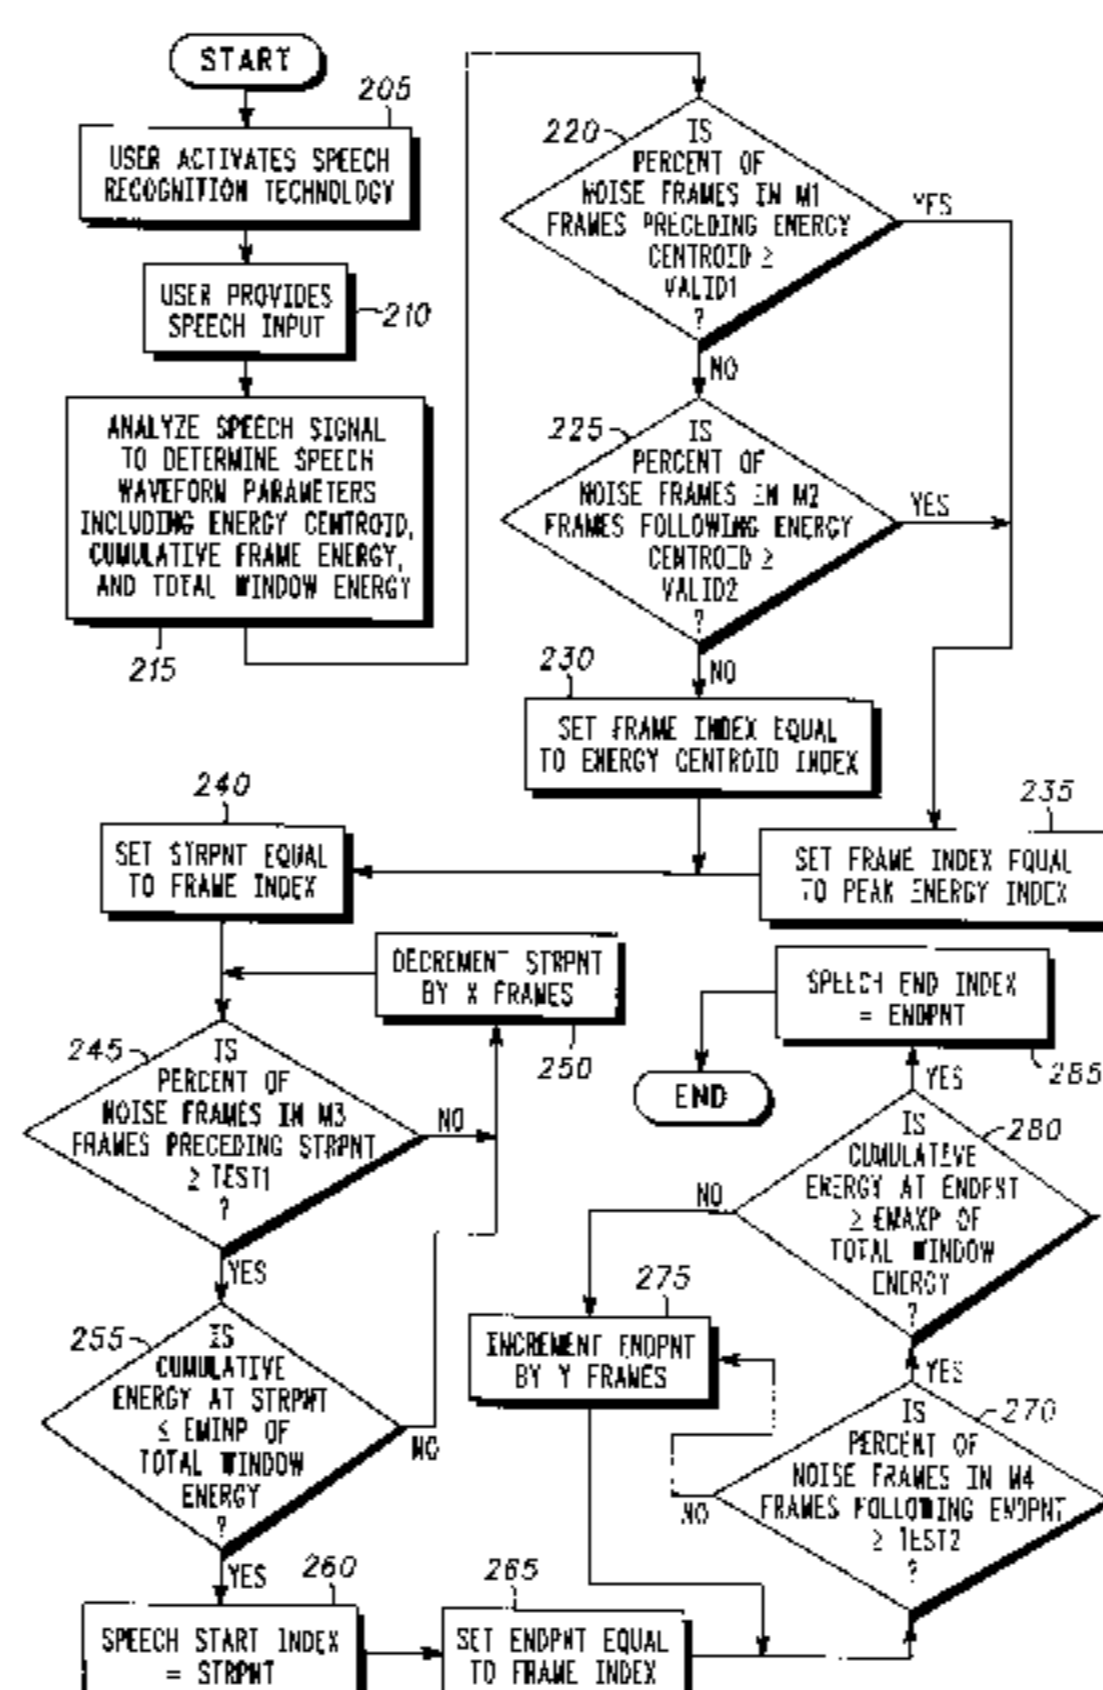 START
205
USER ACTIVATES SPEECH
RECOGNITION TECHNOLOGY
USER PROVIDES
SPEECH INPUT
210
ANALYZE SPEECH SIGNAL
TO DETERMINE SPEECH
WAVEFORM PARAMETERS
INCLUDING ENERGY CENTROID,
CUMULATIVE FRAME ENERGY,
AND TOTAL WINDOW ENERGY
215
220
IS
PERCENT OF
NOISE FRAMES IN M1
FRAMES PRECEDING ENERGY
CENTROID ≥
VALID1
?
YES
NO
225
IS
PERCENT OF
NOISE FRAMES IN M2
FRAMES FOLLOWING ENERGY
CENTROID ≥
VALID2
?
YES
NO
230
SET FRAME INDEX EQUAL
TO ENERGY CENTROID INDEX
235
SET FRAME INDEX EQUAL
TO PEAK ENERGY INDEX
240
SET STRPNT EQUAL
TO FRAME INDEX
DECREMENT STRPNT
BY X FRAMES
250
245
IS
PERCENT OF
NOISE FRAMES IN M3
FRAMES PRECEDING STRPNT
≥ TEST1
?
NO
YES
255
IS
CUMULATIVE
ENERGY AT STRPNT
≤ EMINP OF
TOTAL WINDOW
ENERGY
?
NO
YES
260
SPEECH START INDEX
= STRPNT
265
SET ENDPNT EQUAL
TO FRAME INDEX
270
IS
PERCENT OF
NOISE FRAMES IN M4
FRAMES FOLLOWING ENDPNT
≥ TEST2
?
NO
YES
275
INCREMENT ENDPNT
BY Y FRAMES
280
IS
CUMULATIVE
ENERGY AT ENDPNT
≥ EMAXP OF
TOTAL WINDOW
ENERGY
?
NO
YES
SPEECH END INDEX
= ENDPNT
285
END